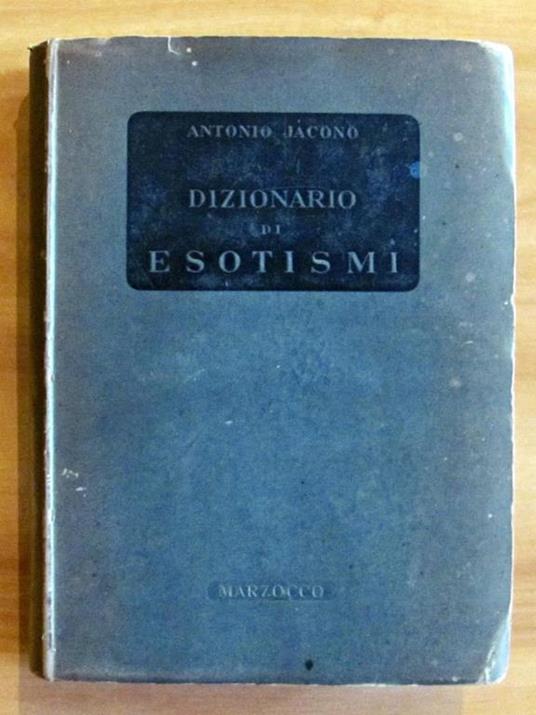 ANTONIO JACONO
DIZIONARIO
DI
ESOTISMI
MARZOCCO